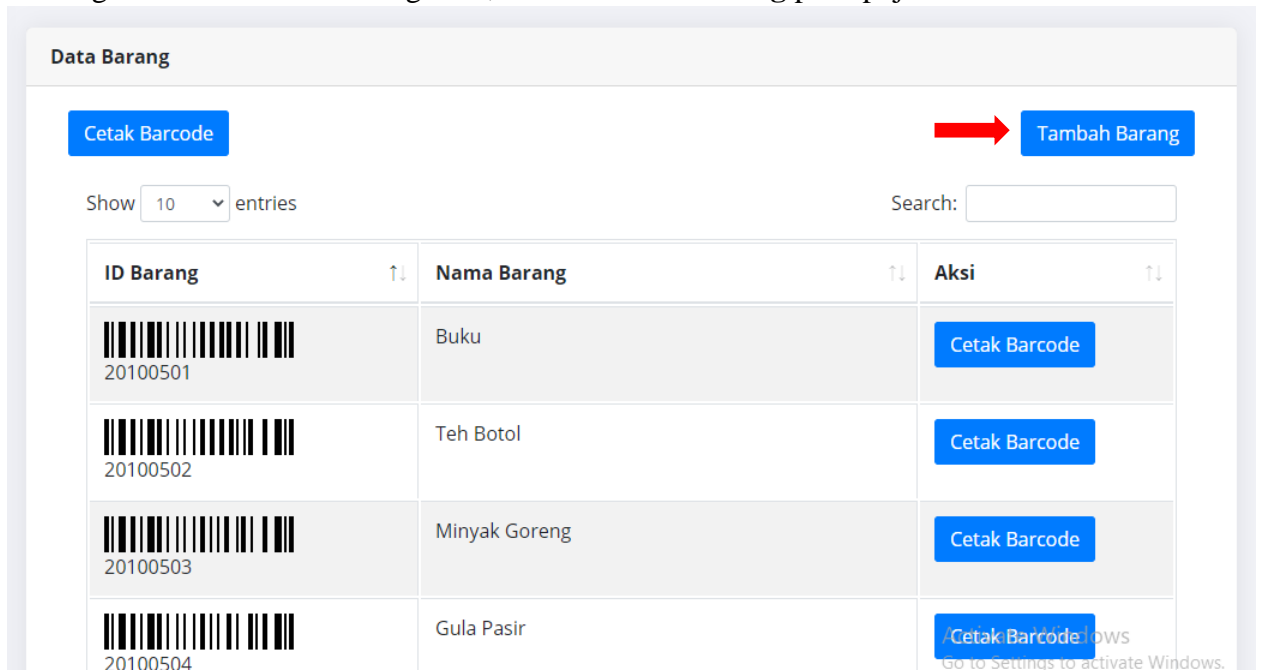 Data Barang
Cetak Barcode
Tambah Barang
Show 10 entries
Search:
ID Barang Nama Barang Aksi
Buku Cetak Barcode
20100501
Teh Botol Cetak Barcode
20100502
Minyak Goreng Cetak Barcode
20100503
Gula Pasir Cetak Barcode
20100504
Activate Windows
Go to Settings to activate Windows.